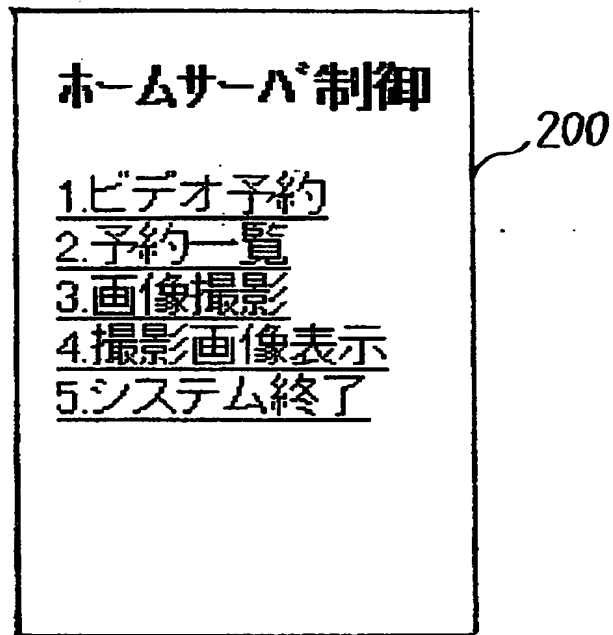 ホームサーバ制御
200
1.ビデオ予約
2.予約一覧
3.画像撮影
4.撮影画像表示
5.システム終了